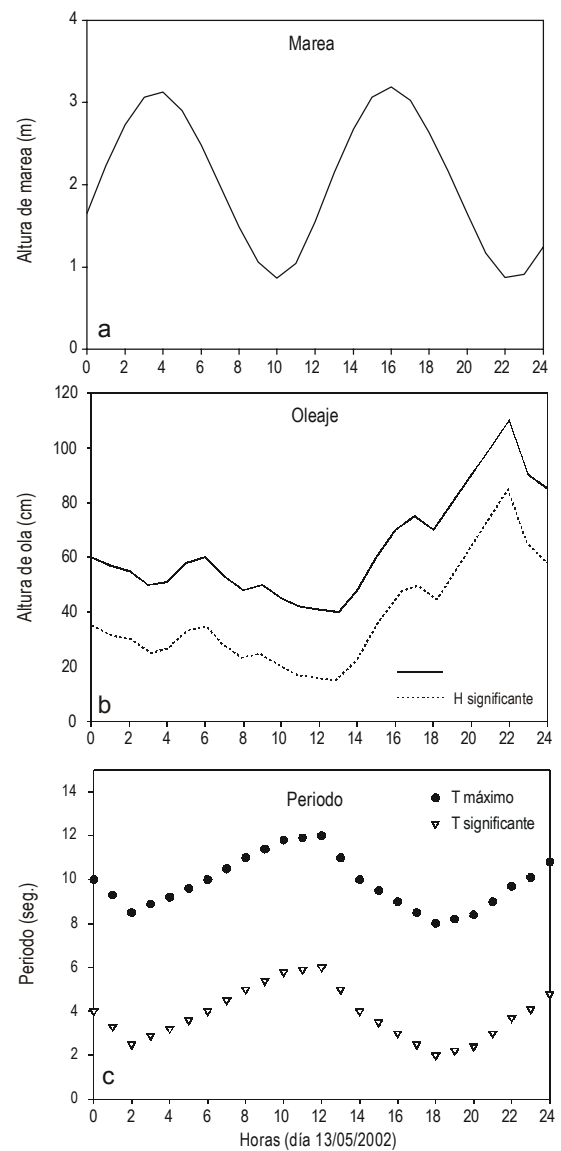 4
Marea
3
2
1
0
Altura de marea (m)
a
0 2 4 6 8 10 12 14 16 18 20 22 24
120
Oleaje
100
80
60
40
20
0
Altura de ola (cm)
H significante
b
0 2 4 6 8 10 12 14 16 18 20 22 24
14
Periodo
T máximo
T significante
12
10
8
6
4
2
0
Periodo (seg.)
c
0 2 4 6 8 10 12 14 16 18 20 22 24
Horas (día 13/05/2002)